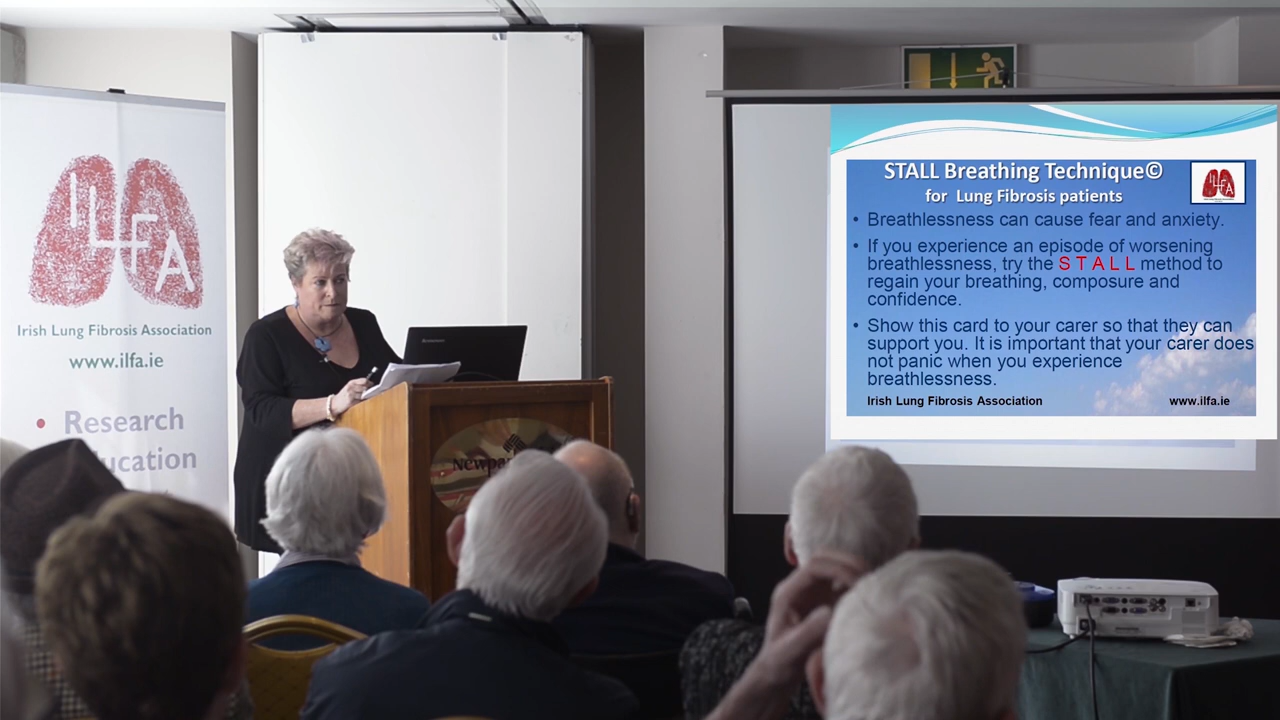 ILFA
Irish Lung Fibrosis Association
www.ilfa.ie
• Research
STALL Breathing Technique©
for Lung Fibrosis patients
ILFA
• Breathlessness can cause fear and anxiety.
• If you experience an episode of worsening
breathlessness, try the S T A L L method to
regain your breathing, composure and
confidence.
• Show this card to your carer so that they can
support you. It is important that your carer does
not panic when you experience
breathlessness.
Irish Lung Fibrosis Association
www.ilfa.ie